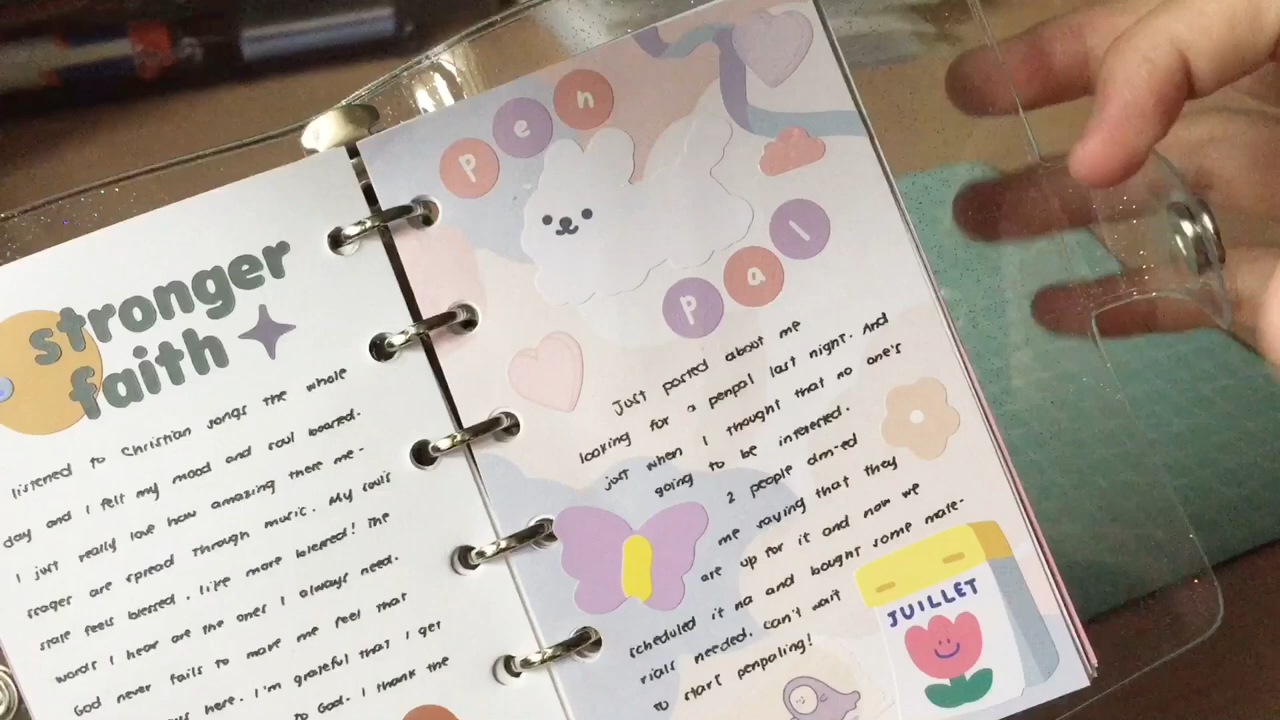 stronger
faith
listened to Christian songs the whole
day and I felt my mood and soul boosted.
I just really love how amazing these me-
ssages are spread through music. My soul's
state feels blessed. like more blessed! The
words I hear are the ones I always need.
God never fails to make me feel that
here. I'm grateful that I get
to God. I thank the
pen
pal
Just posted about me
looking for a penpal last night. And
just when I thought that no one's
going to be interested.
2 people dm-ed
me saying that they
are up for it and now we
scheduled it na and bought some mate-
rials needed. can't wait
to start penpaling!
JUILLET